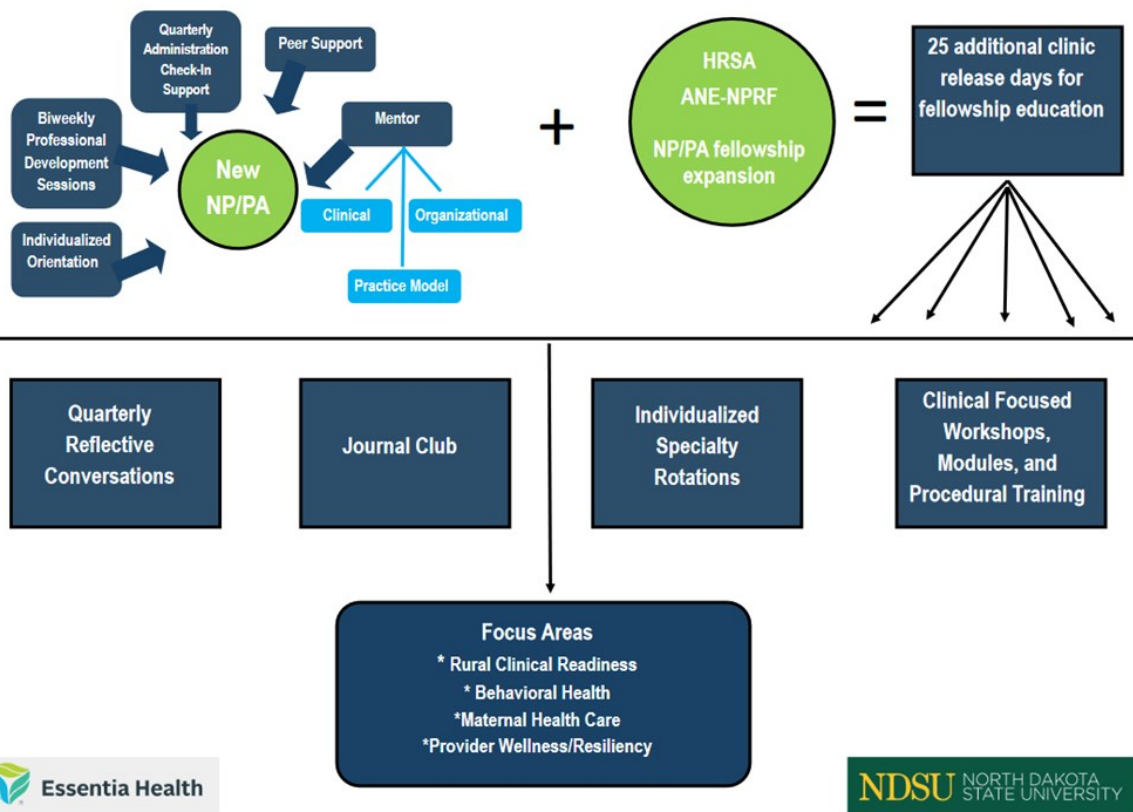 Quarterly
Administration
Check-In
Support
Peer Support
Biweekly
Professional
Development
Sessions
New
NP/PA
Mentor
Clinical
Organizational
Practice Model
Individualized
Orientation
+
HRSA
ANE-NPRF
NP/PA fellowship
expansion
=
25 additional clinic
release days for
fellowship education
Quarterly
Reflective
Conversations
Journal Club
Individualized
Specialty
Rotations
Clinical Focused
Workshops,
Modules, and
Procedural Training
Focus Areas
* Rural Clinical Readiness
* Behavioral Health
*Maternal Health Care
*Provider Wellness/Resiliency
Essentia Health
NDSU NORTH DAKOTA
STATE UNIVERSITY